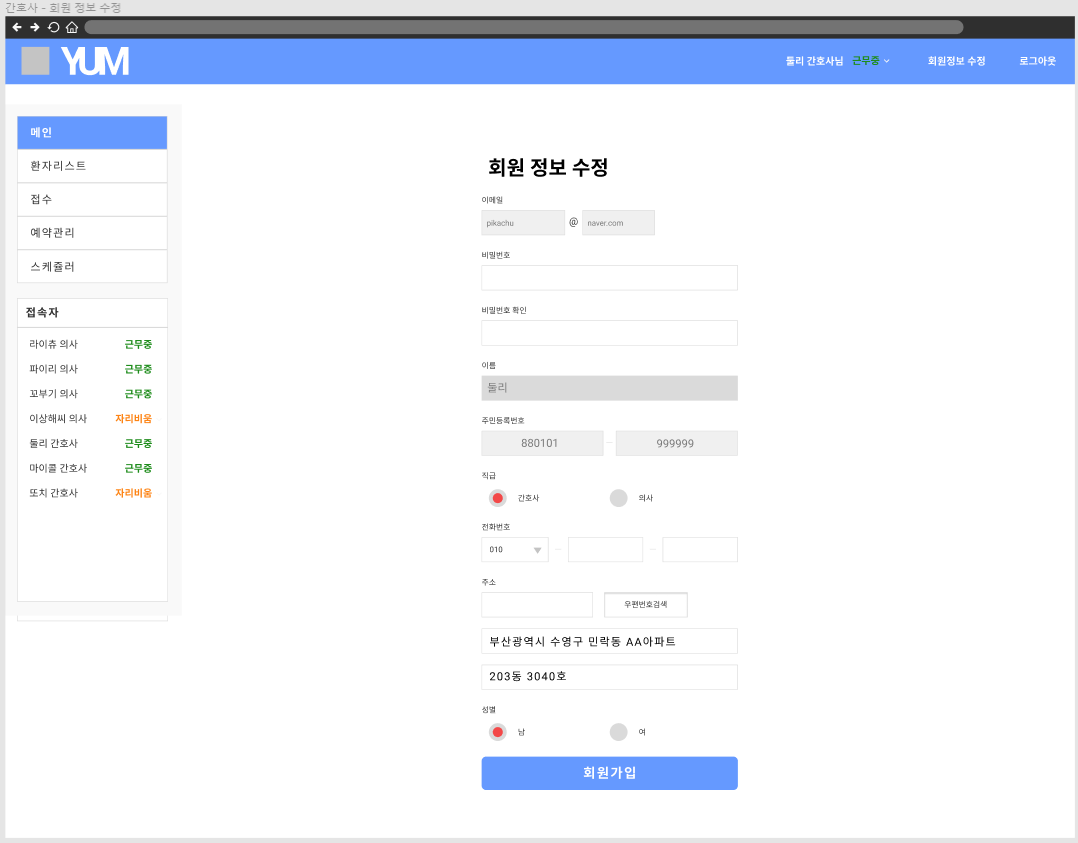 간호사 - 회원 정보 수정
YUM
둘리 간호사님 근무중 회원정보 수정 로그아웃
메인
환자리스트
접수
예약관리
스케쥴러
접속자
라이츄 의사 근무중
파이리 의사 근무중
꼬부기 의사 근무중
이상해씨 의사 자리비움
둘리 간호사 근무중
마이콜 간호사 근무중
또치 간호사 자리비움
회원 정보 수정
이메일
pikachu @ naver.com
비밀번호
비밀번호 확인
이름
둘리
주민등록번호
880101 - 999999
직급
간호사 의사
전화번호
010 - -
주소
우편번호검색
부산광역시 수영구 민락동 AA아파트
203동 3040호
성별
남 여
회원가입